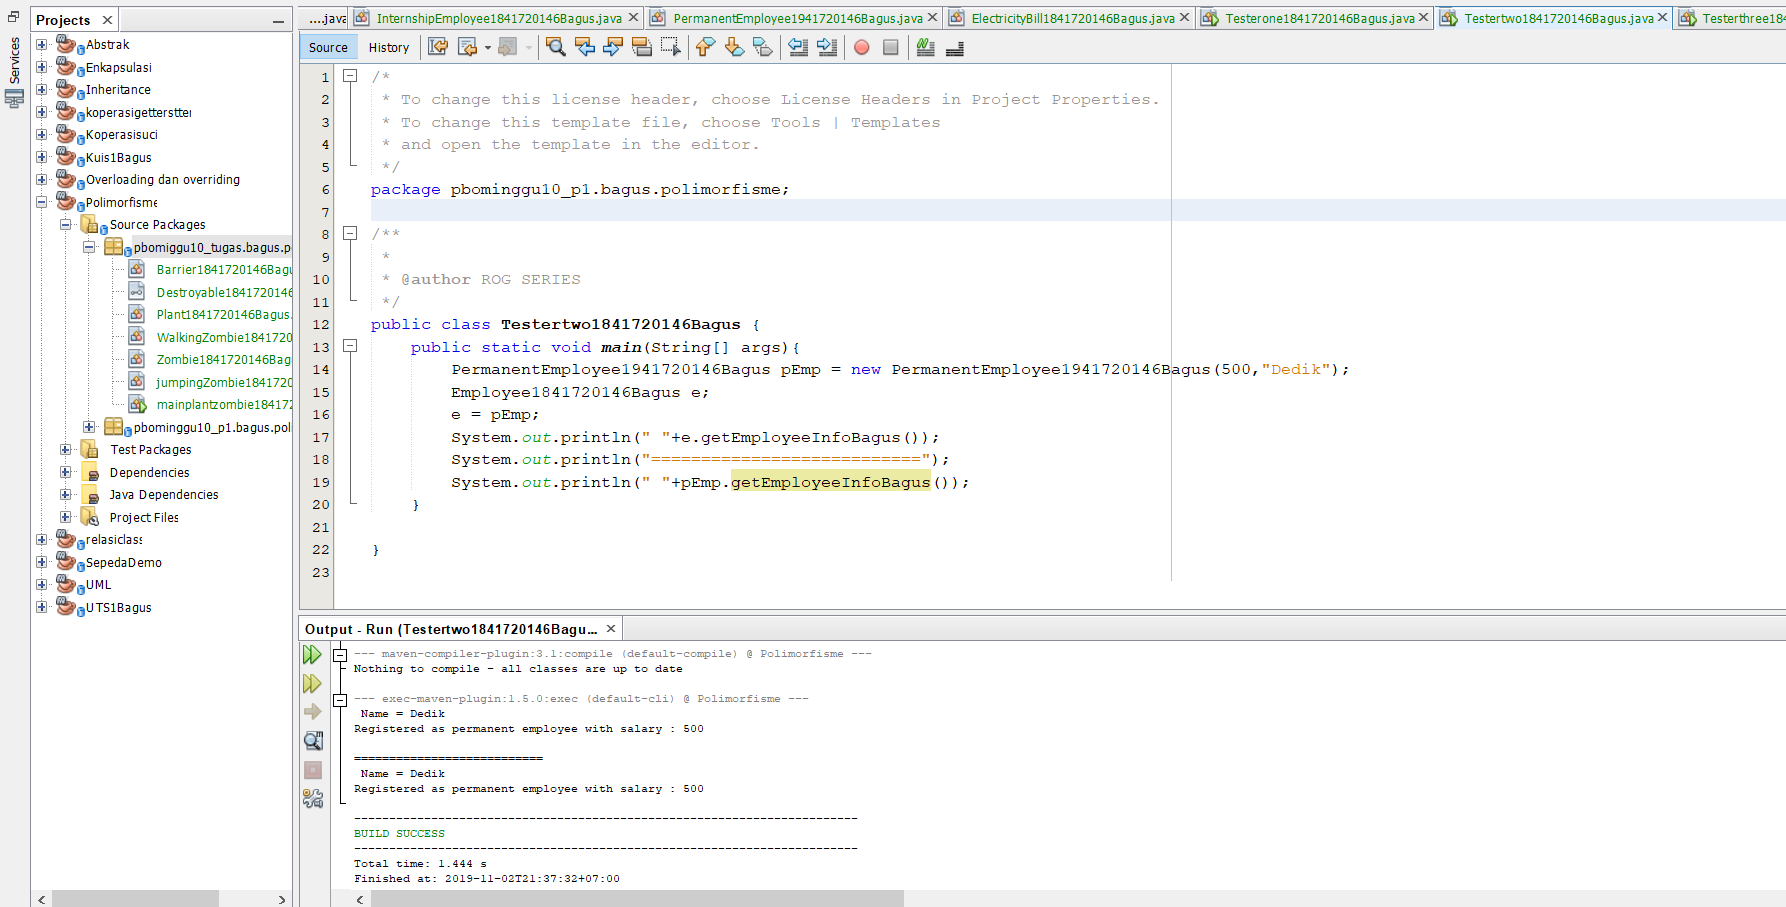 Services
Projects
Abstrak
Enkapsulasi
Inheritance
koperasigetterstter
Koperasisuci
Kuis1Bagus
Overloading dan overriding
Polimorfisme
Source Packages
pbomiggu10_tugas.bagus.p
Barrier1841720146Bagu
Destroyable184172014
Plant1841720146Bagus.
WalkingZombie1841720
Zombie1841720146Bag
jumpingZombie184172
mainplantzombie18417
pbominggu10_p1.bagus.pol
Test Packages
Dependencies
Java Dependencies
Project Files
relasiclass
SepedaDemo
UML
UTS1Bagus
....java InternshipEmployee1841720146Bagus.java PermanentEmployee1941720146Bagus.java ElectricityBill1841720146Bagus.java Testerone1841720146Bagus.java Testertwo1841720146Bagus.java Testerthree184
Source History
1 /*
2 * To change this license header, choose License Headers in Project Properties.
3 * To change this template file, choose Tools | Templates
4 * and open the template in the editor.
5 */
6 package pbominggu10_p1.bagus.polimorfisme;
7
8 /**
9 *
10 * @author ROG SERIES
11 */
12 public class Testertwo1841720146Bagus {
13 public static void main(String[] args){
14 PermanentEmployee1941720146Bagus pEmp = new PermanentEmployee1941720146Bagus(500,"Dedik");
15 Employee1841720146Bagus e;
16 e = pEmp;
17 System.out.println(" "+e.getEmployeeInfoBagus());
18 System.out.println("===========================");
19 System.out.println(" "+pEmp.getEmployeeInfoBagus());
20 }
21
22 }
23
Output - Run (Testertwo1841720146Bagu...
--- maven-compiler-plugin:3.1:compile (default-compile) @ Polimorfisme ---
Nothing to compile - all classes are up to date
--- exec-maven-plugin:1.5.0:exec (default-cli) @ Polimorfisme ---
Name = Dedik
Registered as permanent employee with salary : 500
===========================
Name = Dedik
Registered as permanent employee with salary : 500
------------------------------------------------------------------------
BUILD SUCCESS
------------------------------------------------------------------------
Total time: 1.444 s
Finished at: 2019-11-02T21:37:32+07:00